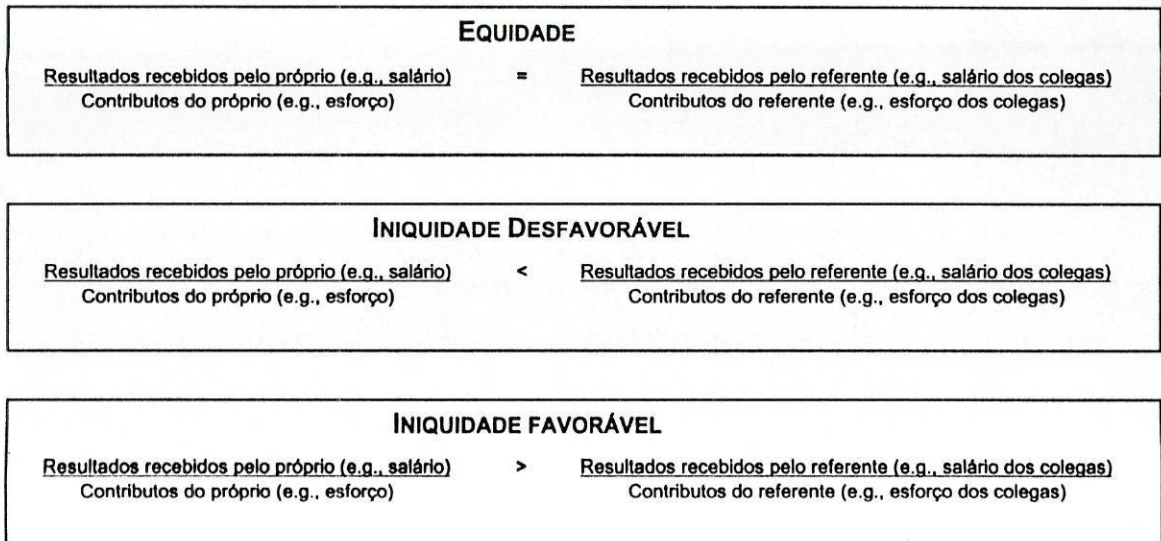 EQUIDADE
Resultados recebidos pelo próprio (e.g., salário) = Resultados recebidos pelo referente (e.g., salário dos colegas)
Contributos do próprio (e.g., esforço) Contributos do referente (e.g., esforço dos colegas)
INIQUIDADE DESFAVORÁVEL
Resultados recebidos pelo próprio (e.g., salário) < Resultados recebidos pelo referente (e.g., salário dos colegas)
Contributos do próprio (e.g., esforço) Contributos do referente (e.g., esforço dos colegas)
INIQUIDADE FAVORÁVEL
Resultados recebidos pelo próprio (e.g., salário) > Resultados recebidos pelo referente (e.g., salário dos colegas)
Contributos do próprio (e.g., esforço) Contributos do referente (e.g., esforço dos colegas)